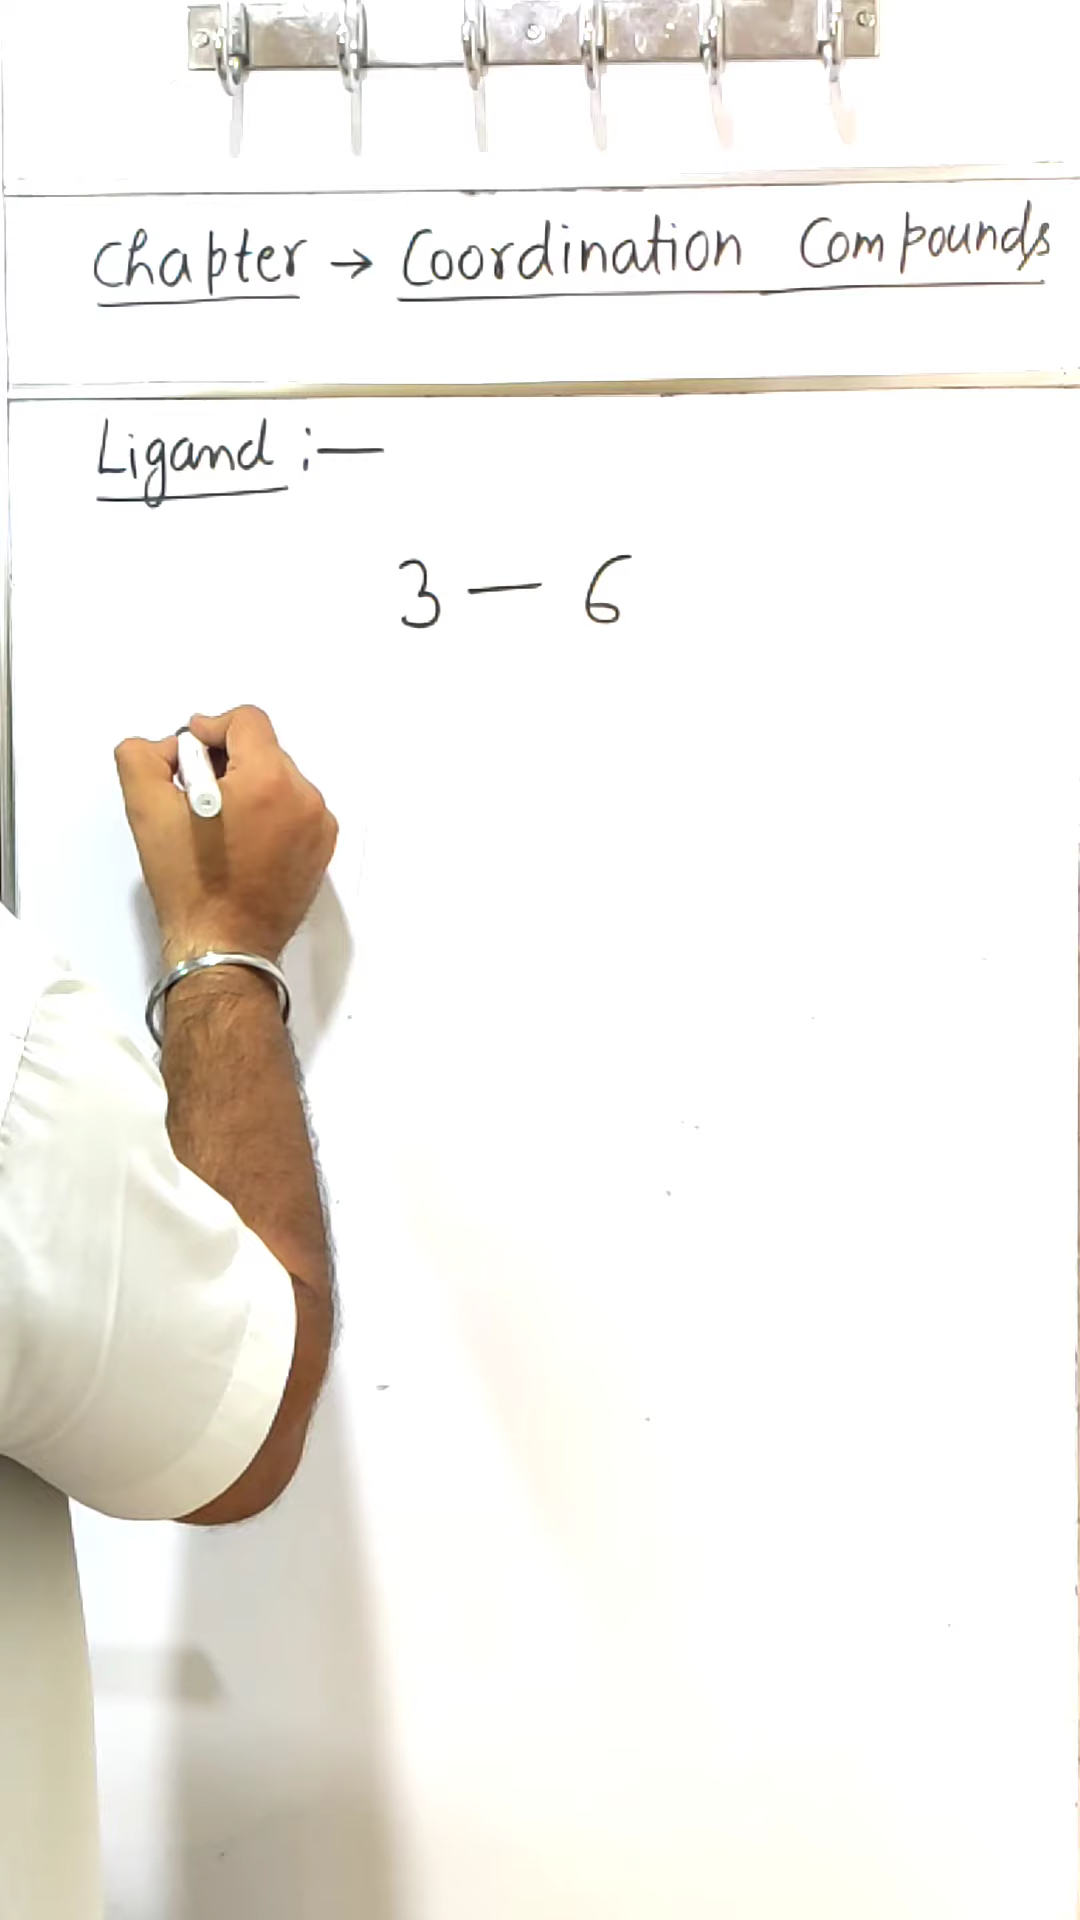 Chapter → Coordination Compounds
Ligand :—
3 — 6